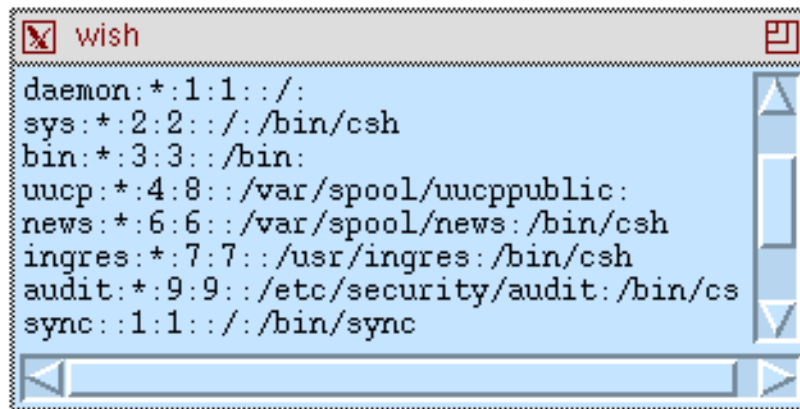 wish
daemon:*:1:1::/:
sys:*:2:2::/:/bin/csh
bin:*:3:3::/bin:
uucp:*:4:8::/var/spool/uucppublic:
news:*:6:6::/var/spool/news:/bin/csh
ingres:*:7:7::/usr/ingres:/bin/csh
audit:*:9:9::/etc/security/audit:/bin/cs
sync::1:1::/:/bin/sync